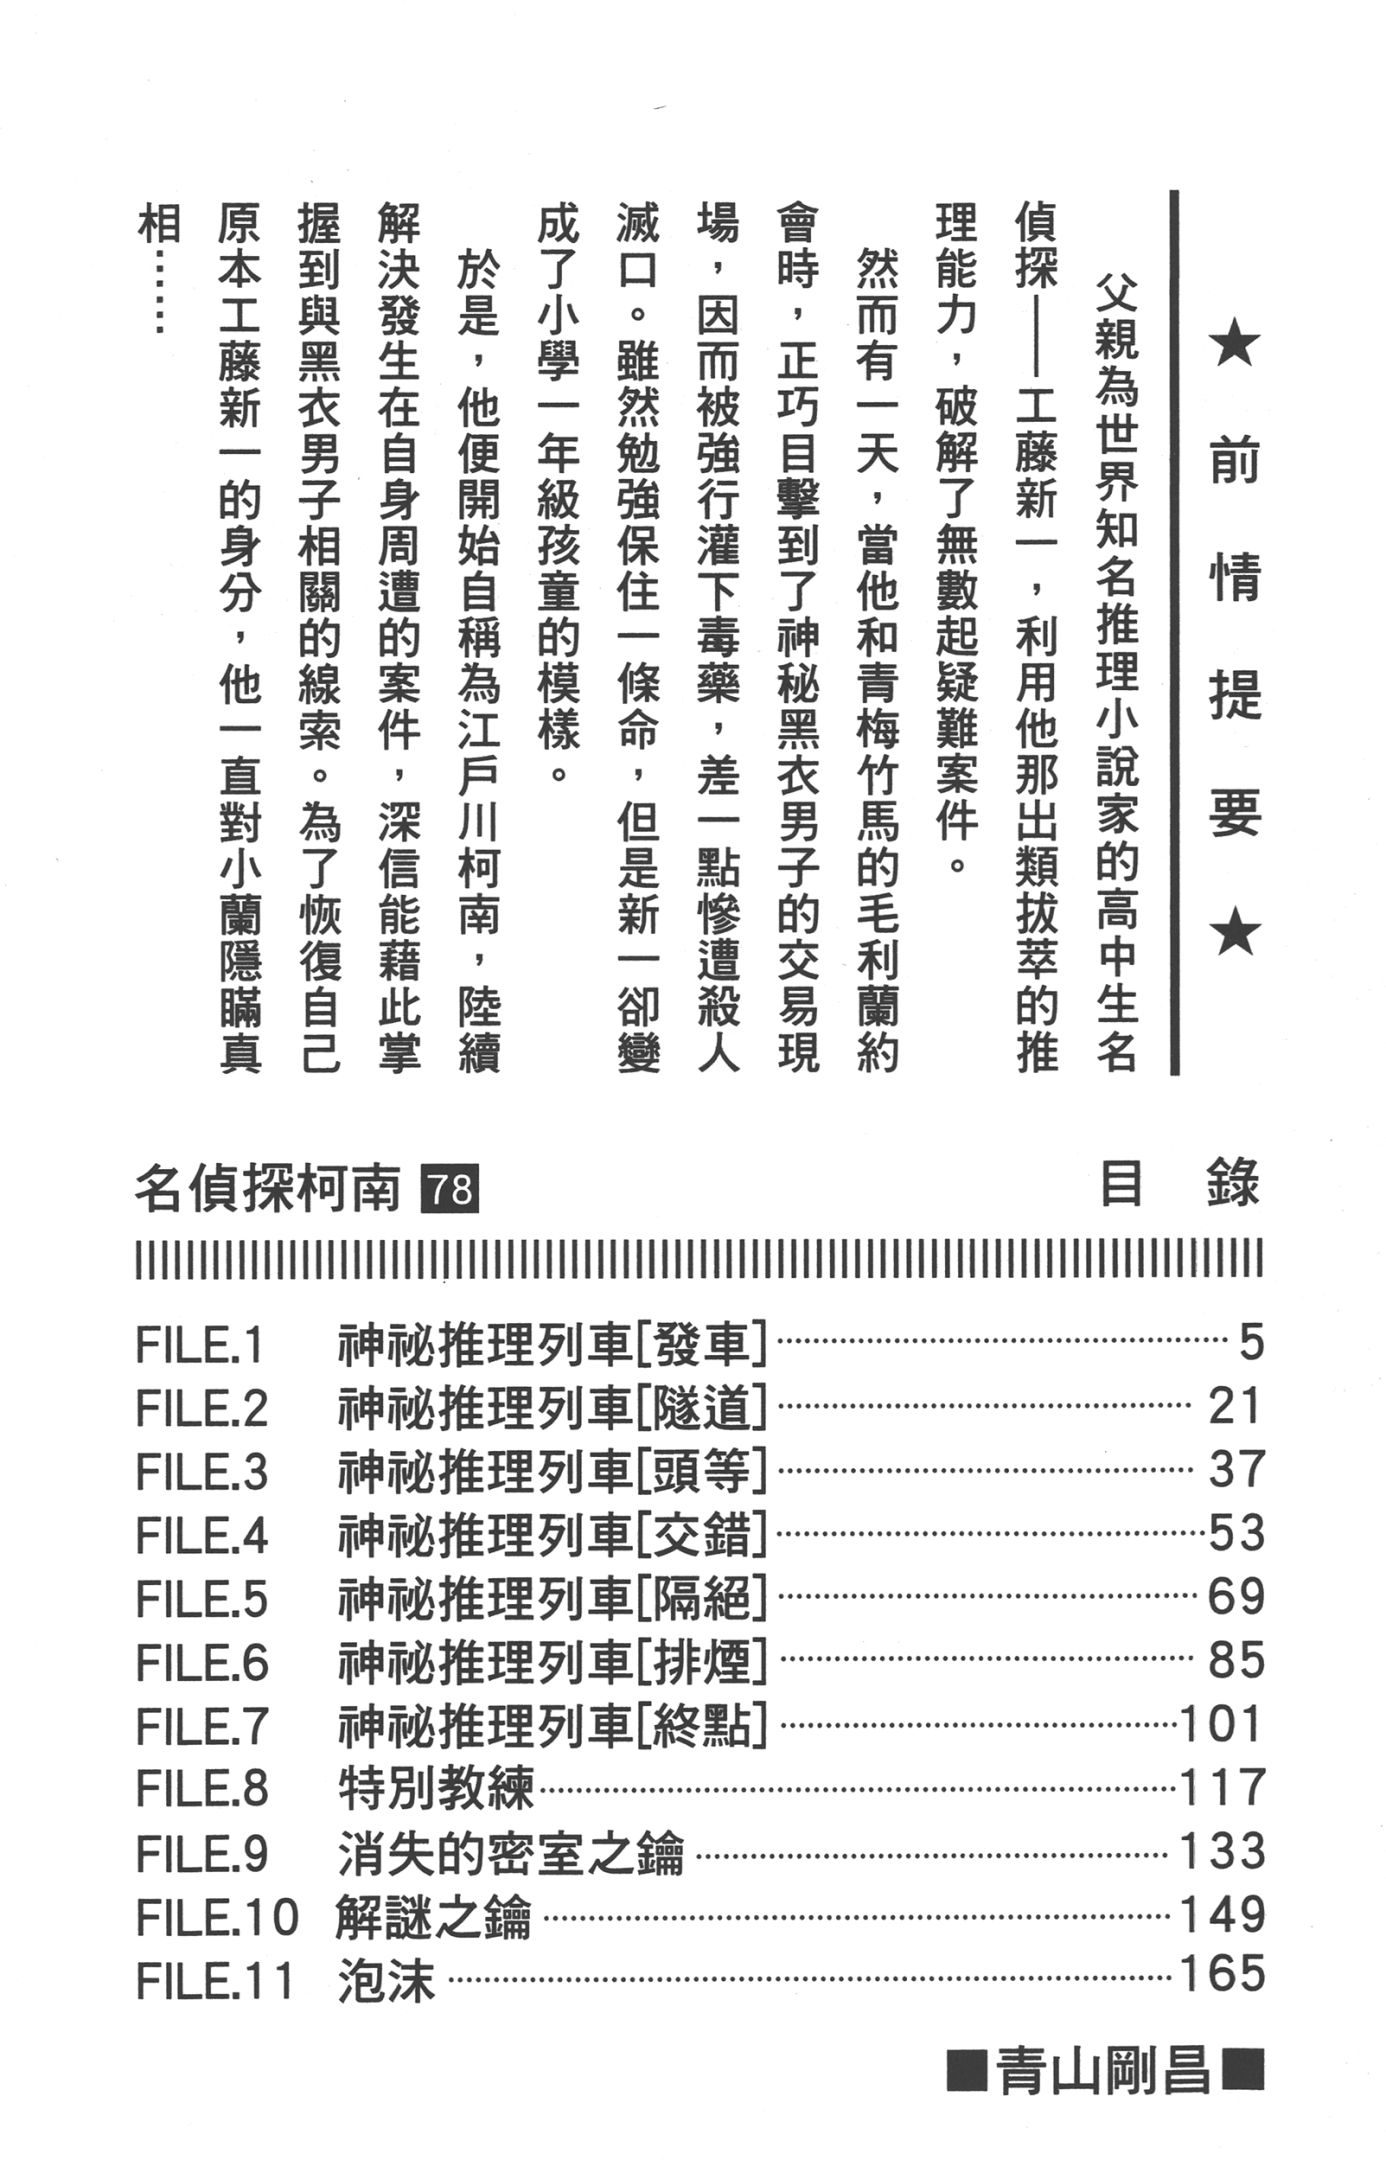 ★前情提要★
父親為世界知名推理小說家的高中生名
偵探——工藤新一，利用他那出類拔萃的推
理能力，破解了無數起疑難案件。
然而有一天，當他和青梅竹馬的毛利蘭約
會時，正巧目擊到了神秘黑衣男子的交易現
場，因而被強行灌下毒藥，差一點慘遭殺人
滅口。雖然勉強保住一條命，但是新一卻變
成了小學一年級孩童的模樣。
於是，他便開始自稱為江戶川柯南，陸續
解決發生在自身周遭的案件，深信能藉此掌
握到與黑衣男子相關的線索。為了恢復自己
原本工藤新一的身分，他一直對小蘭隱瞞真
相……
名偵探柯南 78 目 錄
FILE.1 神祕推理列車[發車]…………5
FILE.2 神祕推理列車[隧道]…………21
FILE.3 神祕推理列車[頭等]…………37
FILE.4 神祕推理列車[交錯]…………53
FILE.5 神祕推理列車[隔絕]…………69
FILE.6 神祕推理列車[排煙]…………85
FILE.7 神祕推理列車[終點]…………101
FILE.8 特別教練…………117
FILE.9 消失的密室之鑰…………133
FILE.10 解謎之鑰…………149
FILE.11 泡沫…………165
■青山剛昌■